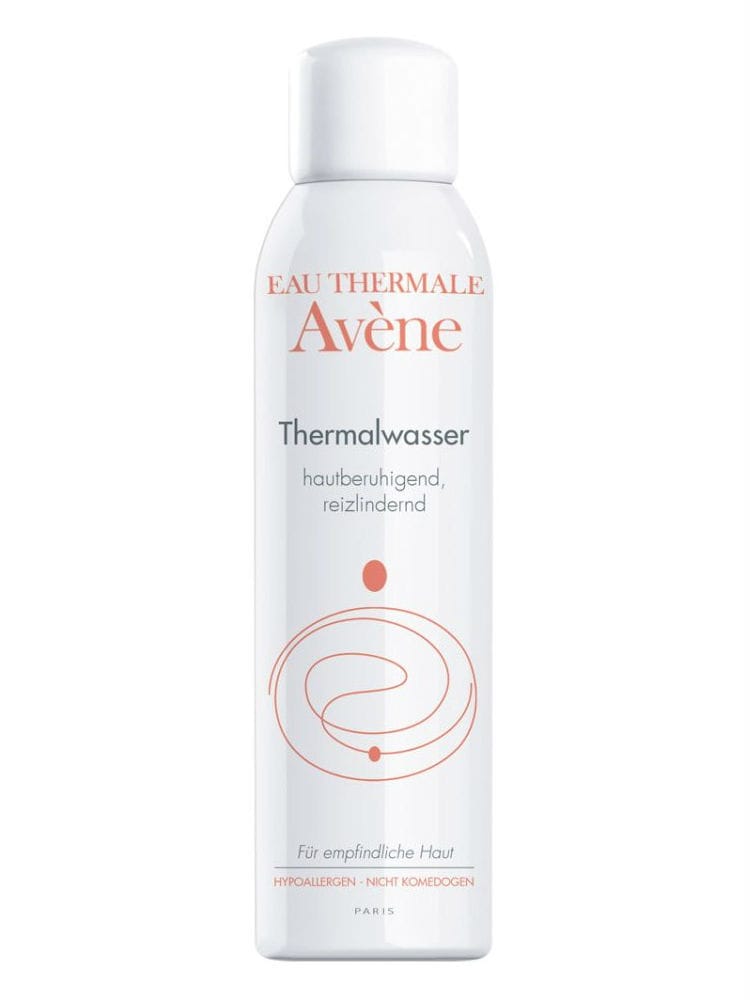 EAU THERMALE
Avène
Thermalwasser
hautberuhigend,
reizlindernd
Für empfindliche Haut
HYPOALLERGEN - NICHT KOMEDOGEN
PARIS